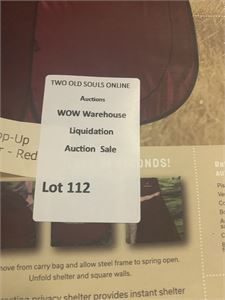 TWO OLD SOULS ONLINE
Auctions
WOW Warehouse
Liquidation
Auction Sale
Lot 112
op-Up
- Red
ONDS!
move from carry bag and allow steel frame to spring open.
Unfold shelter and square walls.
privacy shelter provides instant shelter